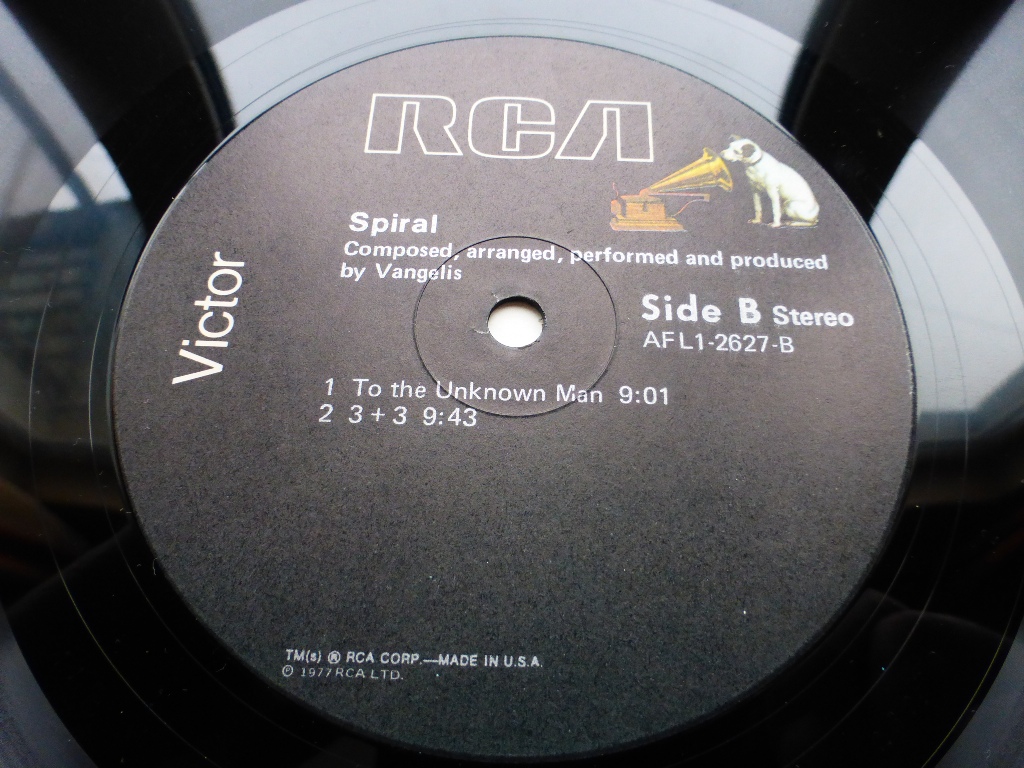 RCA
Victor
Spiral
Composed, arranged, performed and produced
by Vangelis
Side B Stereo
AFL1-2627-B
1 To the Unknown Man 9:01
2 3+3 9:43
TM(s) ® RCA CORP.—MADE IN U.S.A.
℗ 1977 RCA LTD.